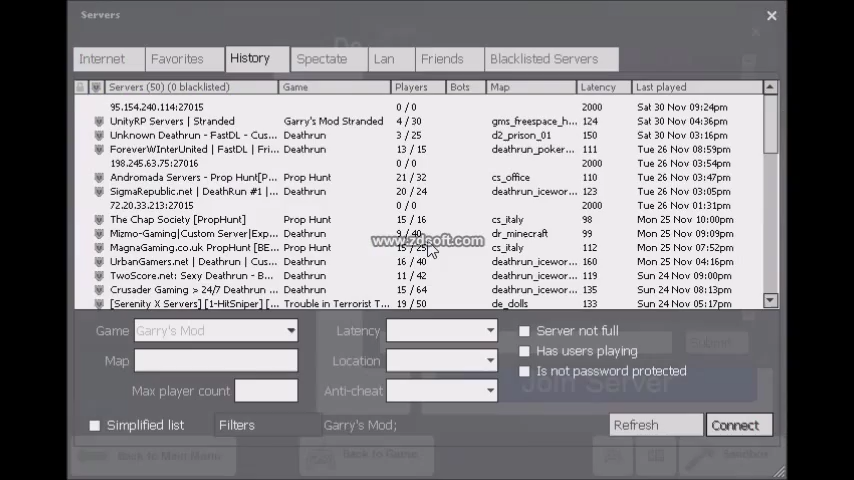 Servers
Internet Favorites History Spectate Lan Friends Blacklisted Servers
Servers (50) (0 blacklisted) Game Players Bots Map Latency Last played
95.154.240.114:27015 0 / 0 2000 Sat 30 Nov 09:24pm
UnityRP Servers | Stranded Garry's Mod Stranded 4 / 30 gms_freespace_h... 124 Sat 30 Nov 04:36pm
Unknown Deathrun - FastDL - Cus... Deathrun 3 / 25 d2_prison_01 150 Sat 30 Nov 03:16pm
ForeverWInterUnited | FastDL | Fri... Deathrun 13 / 15 deathrun_poker... 111 Tue 26 Nov 08:59pm
198.245.63.75:27016 0 / 0 2000 Tue 26 Nov 03:54pm
Andromada Servers - Prop Hunt[P... Prop Hunt 21 / 32 cs_office 110 Tue 26 Nov 03:47pm
SigmaRepublic.net | DeathRun #1 | ... Deathrun 20 / 24 deathrun_icewor... 123 Tue 26 Nov 03:05pm
72.20.33.213:27015 0 / 0 2000 Tue 26 Nov 01:31pm
The Chap Society [PropHunt] Prop Hunt 15 / 16 cs_italy 98 Mon 25 Nov 10:00pm
Mizmo-Gaming|Custom Server|Exp... Deathrun 9 / 40 dr_minecraft 99 Mon 25 Nov 09:43pm
www.zdsoft.com
MagnaGaming.co.uk PropHunt [BE... Prop Hunt 15 / 25 cs_italy 112 Mon 25 Nov 07:52pm
UrbanGamers.net | Deathrun | Cus... Deathrun 16 / 40 deathrun_icewor... 160 Mon 25 Nov 04:16pm
TwoScore.net: Sexy Deathrun - B... Deathrun 11 / 42 deathrun_icewor... 119 Sun 24 Nov 09:00pm
Crusader Gaming > 24/7 Deathrun ... Deathrun 15 / 64 deathrun_icewor... 135 Sun 24 Nov 08:13pm
[Serenity X Servers] [1-HitSniper] [... Trouble in Terrorist T... 19 / 50 de_dolls 133 Sun 24 Nov 05:17pm
Game Garry's Mod Latency Server not full
Submit
Map Location Has users playing
Is not password protected
Join Server
Max player count Anti-cheat
Simplified list Filters Garry's Mod; Refresh Connect
Back to Main Menu Back to Game Sandbox